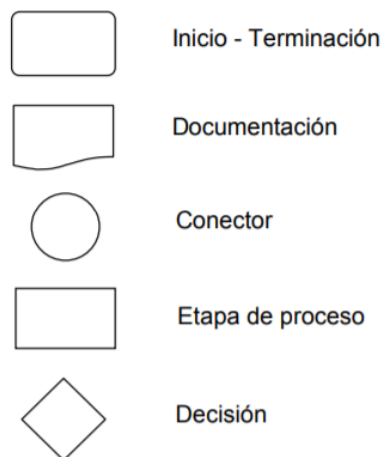 Inicio - Terminación
Documentación
Conector
Etapa de proceso
Decisión